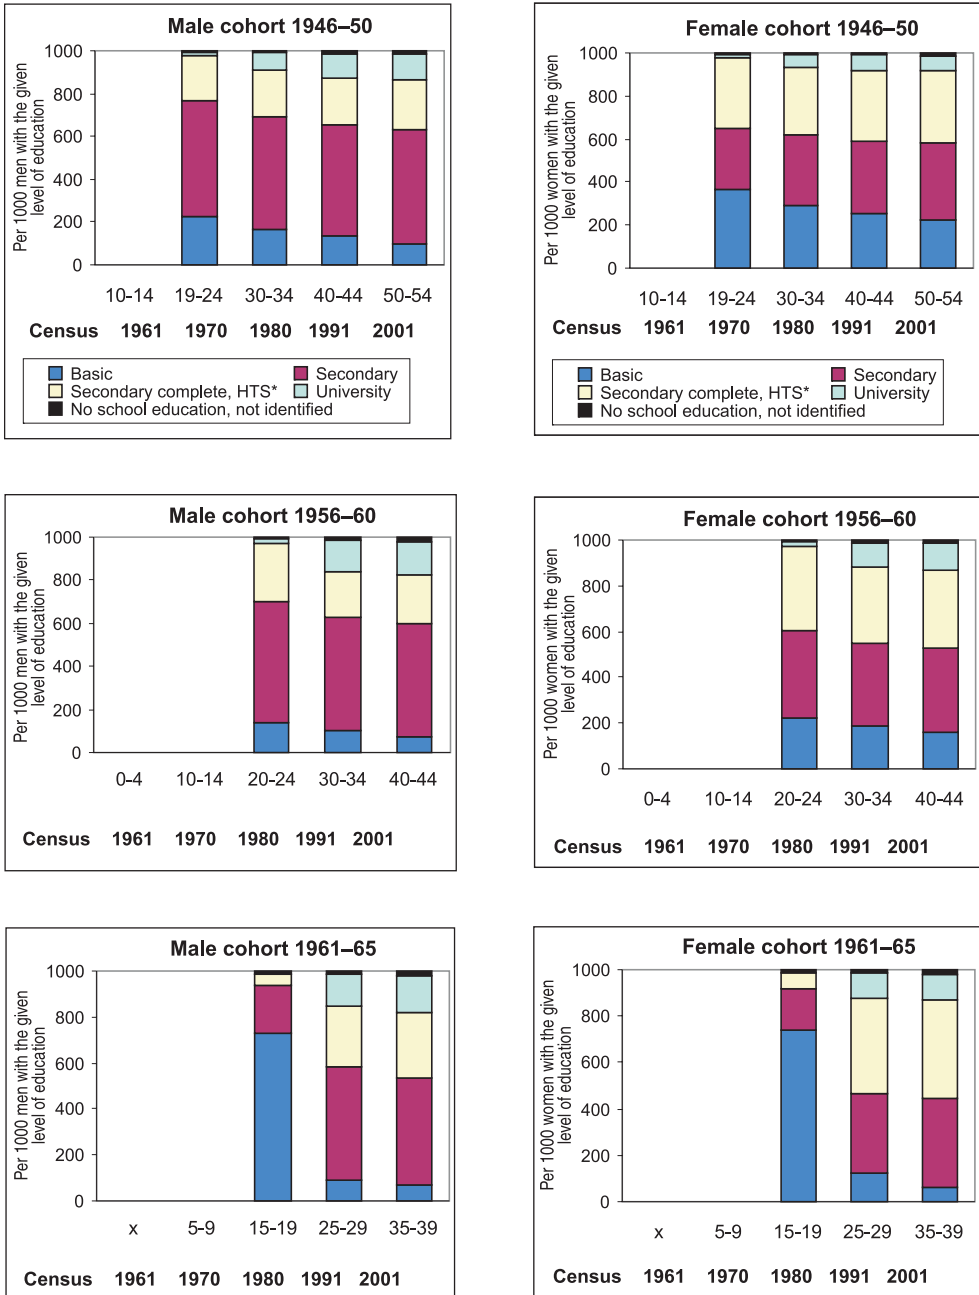 Male cohort 1946–50
Per 1000 men with the given
level of education
1000
800
600
400
200
0
10-14 19-24 30-34 40-44 50-54
Census 1961 1970 1980 1991 2001
Basic Secondary
Secondary complete, HTS* University
No school education, not identified
Female cohort 1946–50
Per 1000 women with the given
level of education
1000
800
600
400
200
0
10-14 19-24 30-34 40-44 50-54
Census 1961 1970 1980 1991 2001
Basic Secondary
Secondary complete, HTS* University
No school education, not identified
Male cohort 1956–60
Per 1000 men with the given
level of education
1000
800
600
400
200
0
0-4 10-14 20-24 30-34 40-44
Census 1961 1970 1980 1991 2001
Female cohort 1956–60
Per 1000 women with the given
level of education
1000
800
600
400
200
0
0-4 10-14 20-24 30-34 40-44
Census 1961 1970 1980 1991 2001
Male cohort 1961–65
Per 1000 men with the given
level of education
1000
800
600
400
200
0
x 5-9 15-19 25-29 35-39
Census 1961 1970 1980 1991 2001
Female cohort 1961–65
Per 1000 women with the given
level of education
1000
800
600
400
200
0
x 5-9 15-19 25-29 35-39
Census 1961 1970 1980 1991 2001